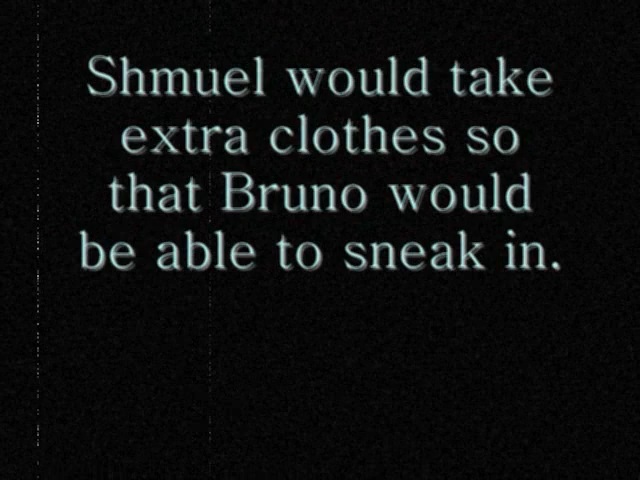 Shmuel would take
extra clothes so
that Bruno would
be able to sneak in.